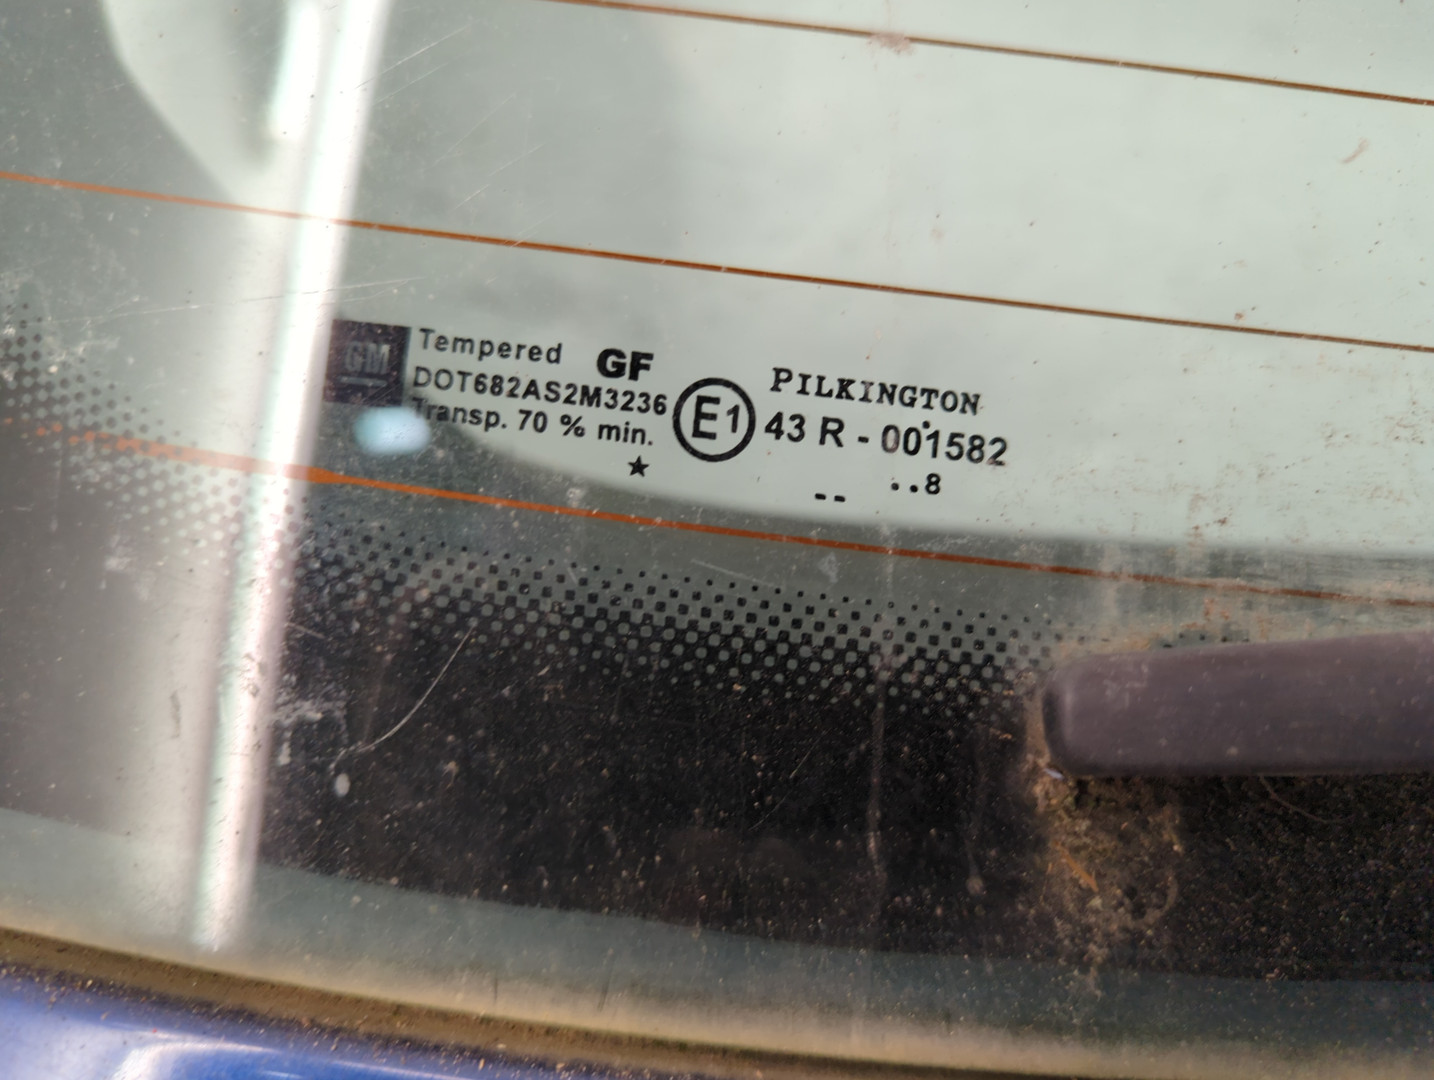 GM
Tempered GF
DOT682AS2M3236
Transp. 70 % min.
E1
PILKINGTON
43 R - 001582
-- ..8